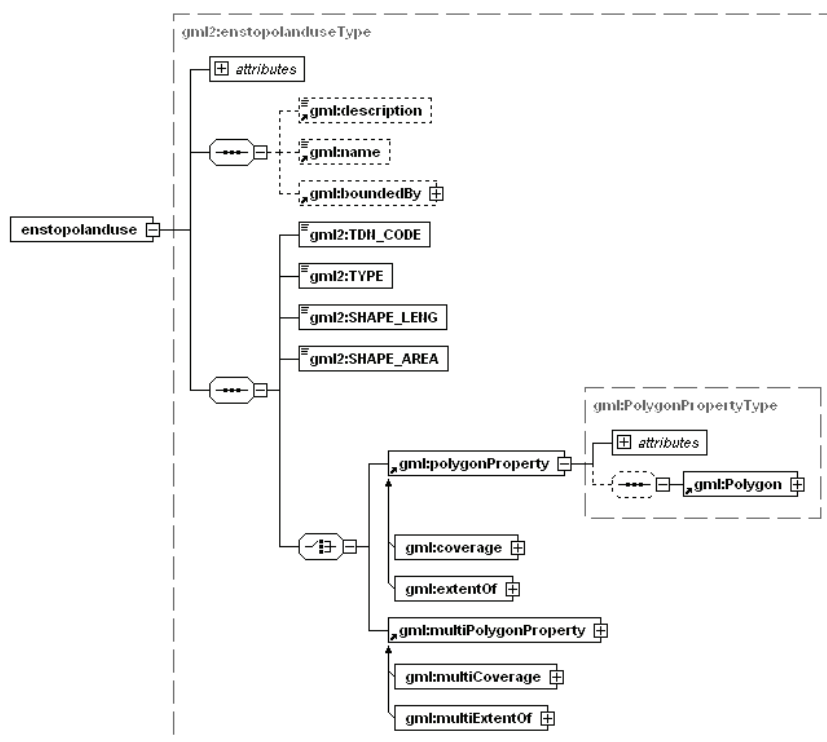 gml2:enstopolanduseType
attributes
gml:description
gml:name
gml:boundedBy
enstopolanduse
gml2:TDN_CODE
gml2:TYPE
gml2:SHAPE_LENG
gml2:SHAPE_AREA
gml:PolygonPropertyType
attributes
gml:polygonProperty
gml:Polygon
gml:coverage
gml:extentOf
gml:multiPolygonProperty
gml:multiCoverage
gml:multiExtentOf